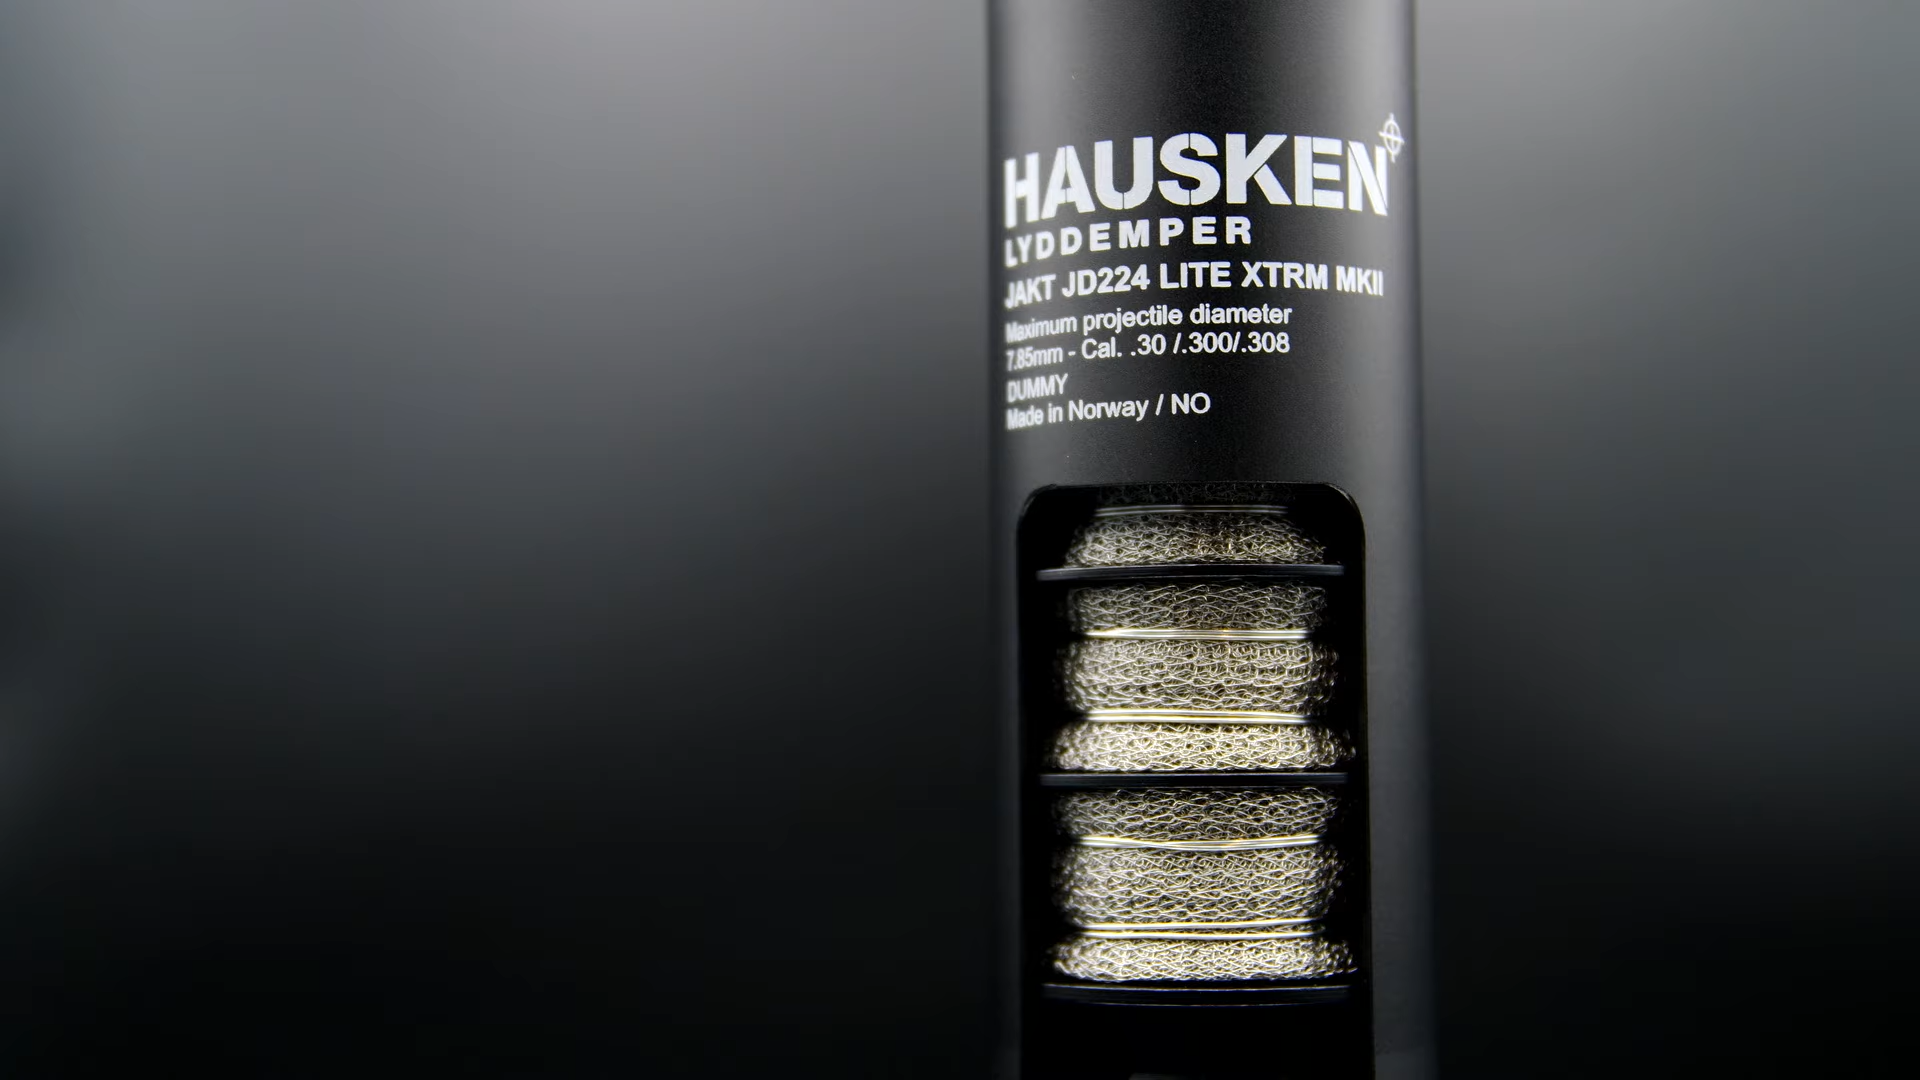 HAUSKEN
LYDDEMPER
JAKT JD224 LITE XTRM MKII
Maximum projectile diameter
7.85mm - Cal. .30 /.300/.308
DUMMY
Made in Norway / NO